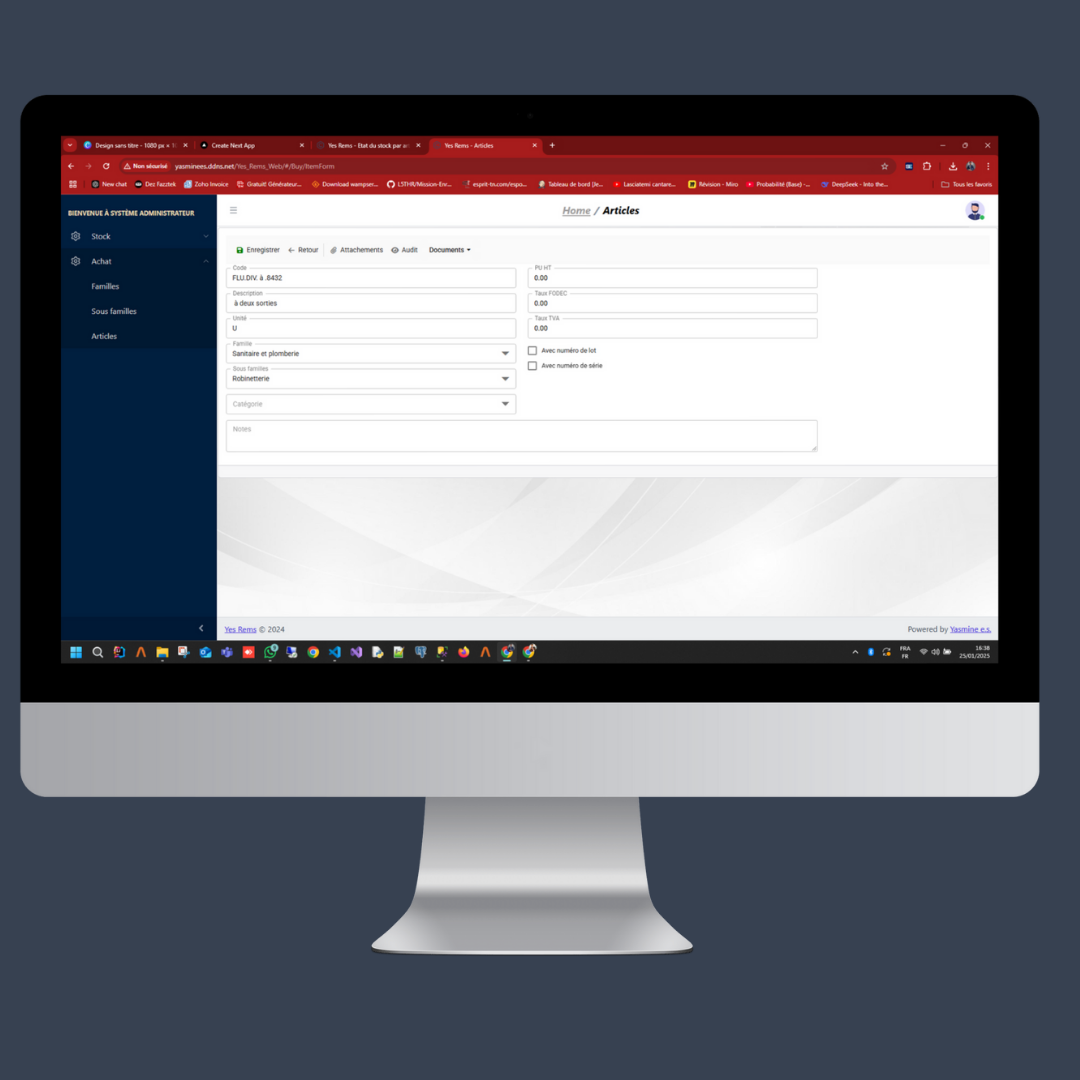 Design sans titre - 1080 px × 1
Create Next App
Yes Rems - Etat du stock par ar
Yes Rems - Articles
Non sécurisé yasminees.ddns.net/Yes_Rems_Web/#/Buy/ItemForm
New chat Dez Fazztek Zoho Invoice Gratuit! Générateur... Download wampser... L5THR/Mission-Enc... esprit-tn.com/espo... Tableau de bord (Je... Lasciatemi cantare... Révision - Miro Probabilité (Base) -... DeepSeek - Into the... Tous les favoris
BIENVENUE À SYSTÈME ADMINISTRATEUR
Home / Articles
Stock
Achat
Familles
Sous familles
Articles
Enregistrer Retour Attachements Audit Documents
Code
FLU.DIV. à .8432
PU HT
0.00
Description
à deux sorties
Taux FODEC
0.00
Unité
U
Taux TVA
0.00
Famille
Sanitaire et plomberie
Avec numéro de lot
Sous familles
Robinetterie
Avec numéro de série
Catégorie
Notes
Yes Rems © 2024
Powered by Yasmine e.s.
FRA
FR
16:38
25/01/2025